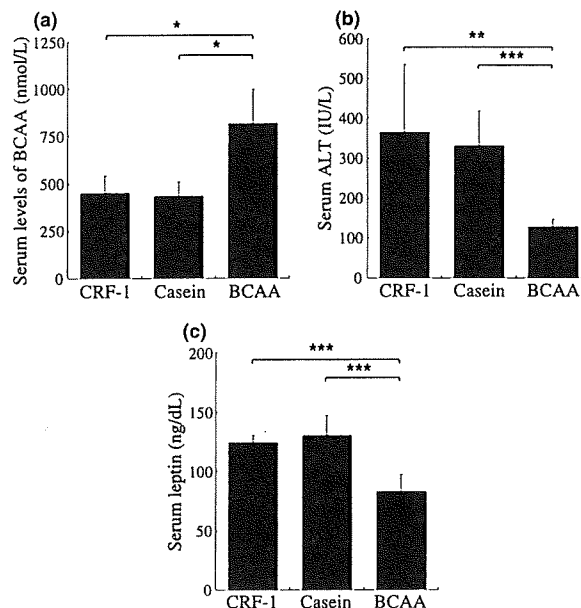 (a)
*
*
Serum levels of BCAA (nmol/L)
1250
1000
750
500
250
0
CRF-1 Casein BCAA
(b)
**
***
Serum ALT (IU/L)
600
500
400
300
200
100
0
CRF-1 Casein BCAA
(c)
***
***
Serum leptin (ng/dL)
200
150
100
50
0
CRF-1 Casein BCAA